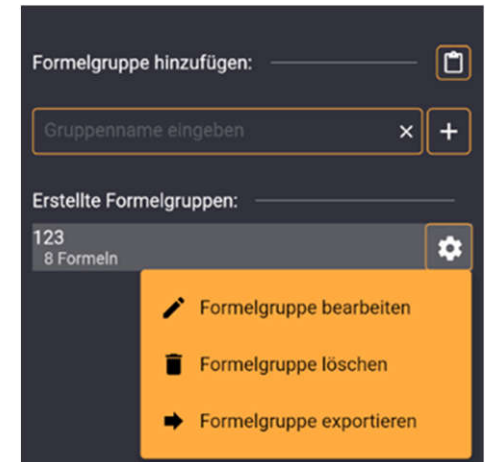 Formelgruppe hinzufügen:
Gruppenname eingeben
Erstellte Formelgruppen:
123
8 Formeln
Formelgruppe bearbeiten
Formelgruppe löschen
Formelgruppe exportieren